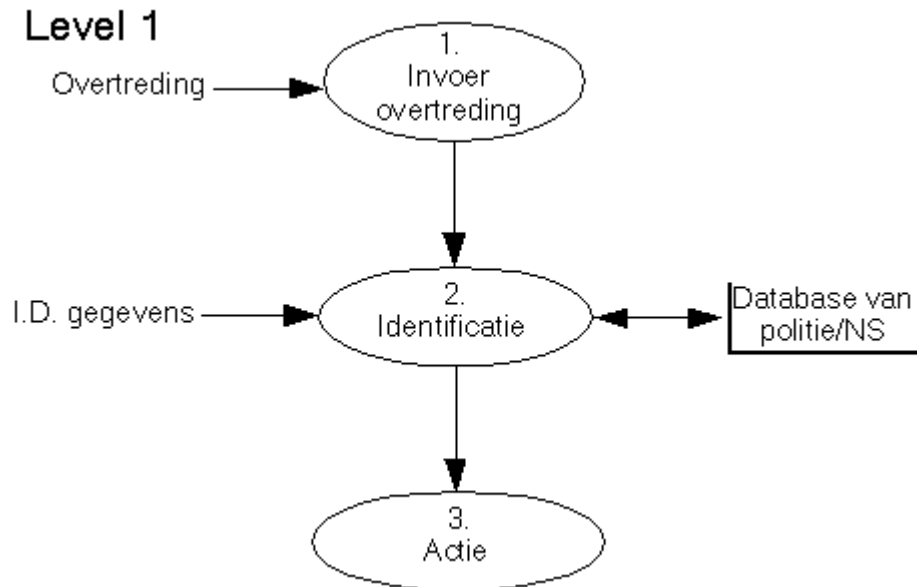 Level 1
1.
Invoer
overtreding
Overtreding
2.
Identificatie
I.D. gegevens
Database van
politie/NS
3.
Actie